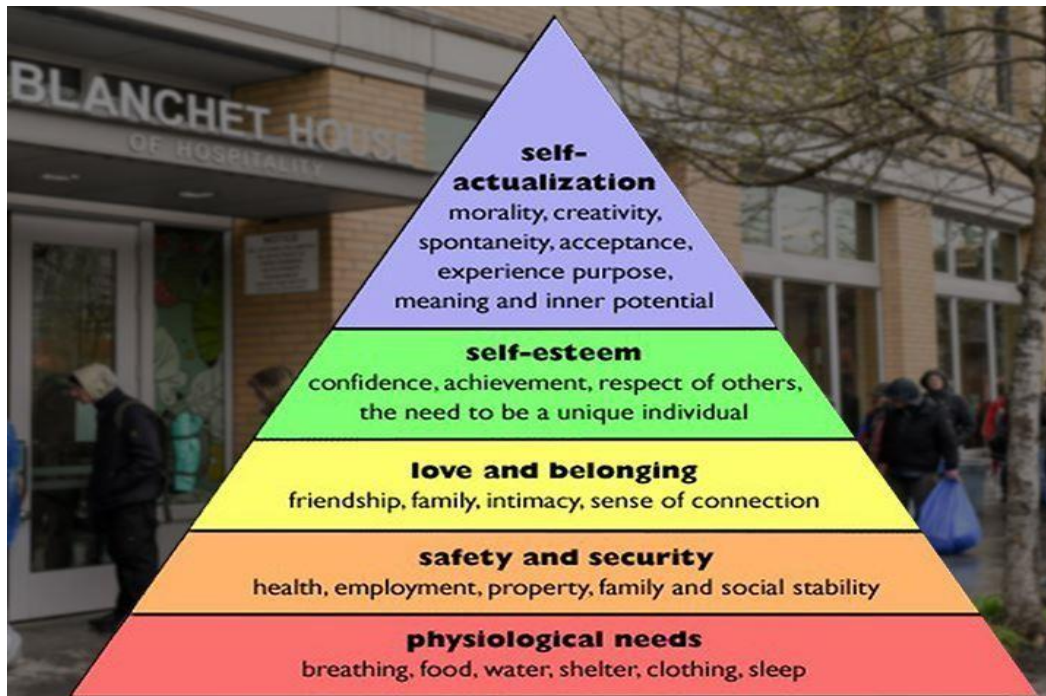 BLANCHET HOUSE
OF HOSPITALITY
NOTICE
self-
actualization
morality, creativity,
spontaneity, acceptance,
experience purpose,
meaning and inner potential
self-esteem
confidence, achievement, respect of others,
the need to be a unique individual
love and belonging
friendship, family, intimacy, sense of connection
safety and security
health, employment, property, family and social stability
physiological needs
breathing, food, water, shelter, clothing, sleep